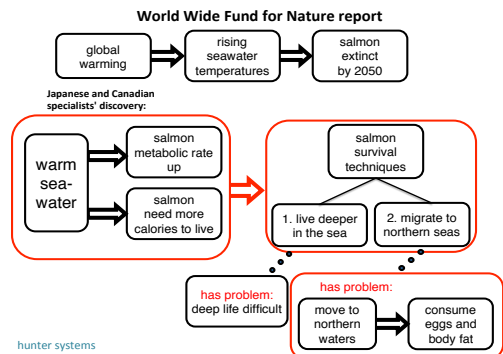 World Wide Fund for Nature report
global
warming
rising
seawater
temperatures
salmon
extinct
by 2050
Japanese and Canadian
specialists' discovery:
warm
sea-
water
salmon
metabolic rate
up
salmon
need more
calories to live
salmon
survival
techniques
1. live deeper
in the sea
2. migrate to
northern seas
has problem:
deep life difficult
has problem:
move to
northern
waters
consume
eggs and
body fat
hunter systems